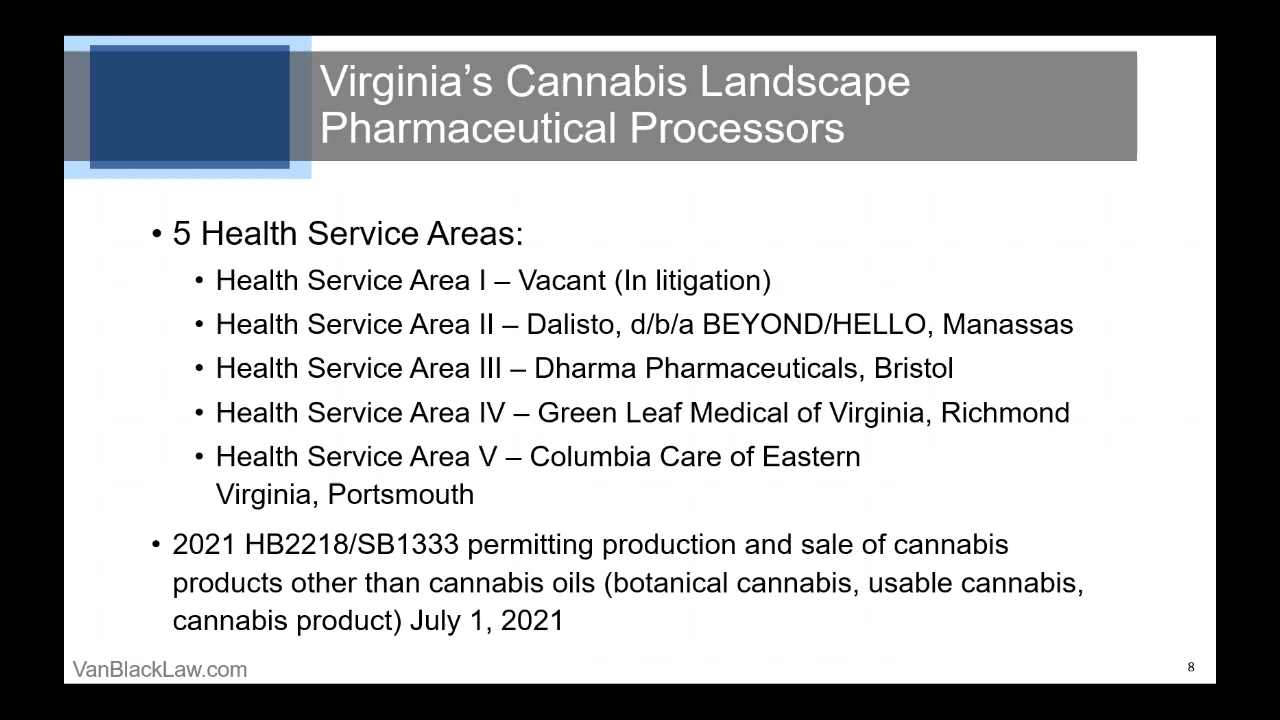 Virginia’s Cannabis Landscape
Pharmaceutical Processors
• 5 Health Service Areas:
• Health Service Area I – Vacant (In litigation)
• Health Service Area II – Dalisto, d/b/a BEYOND/HELLO, Manassas
• Health Service Area III – Dharma Pharmaceuticals, Bristol
• Health Service Area IV – Green Leaf Medical of Virginia, Richmond
• Health Service Area V – Columbia Care of Eastern
Virginia, Portsmouth
• 2021 HB2218/SB1333 permitting production and sale of cannabis
products other than cannabis oils (botanical cannabis, usable cannabis,
cannabis product) July 1, 2021
VanBlackLaw.com
8